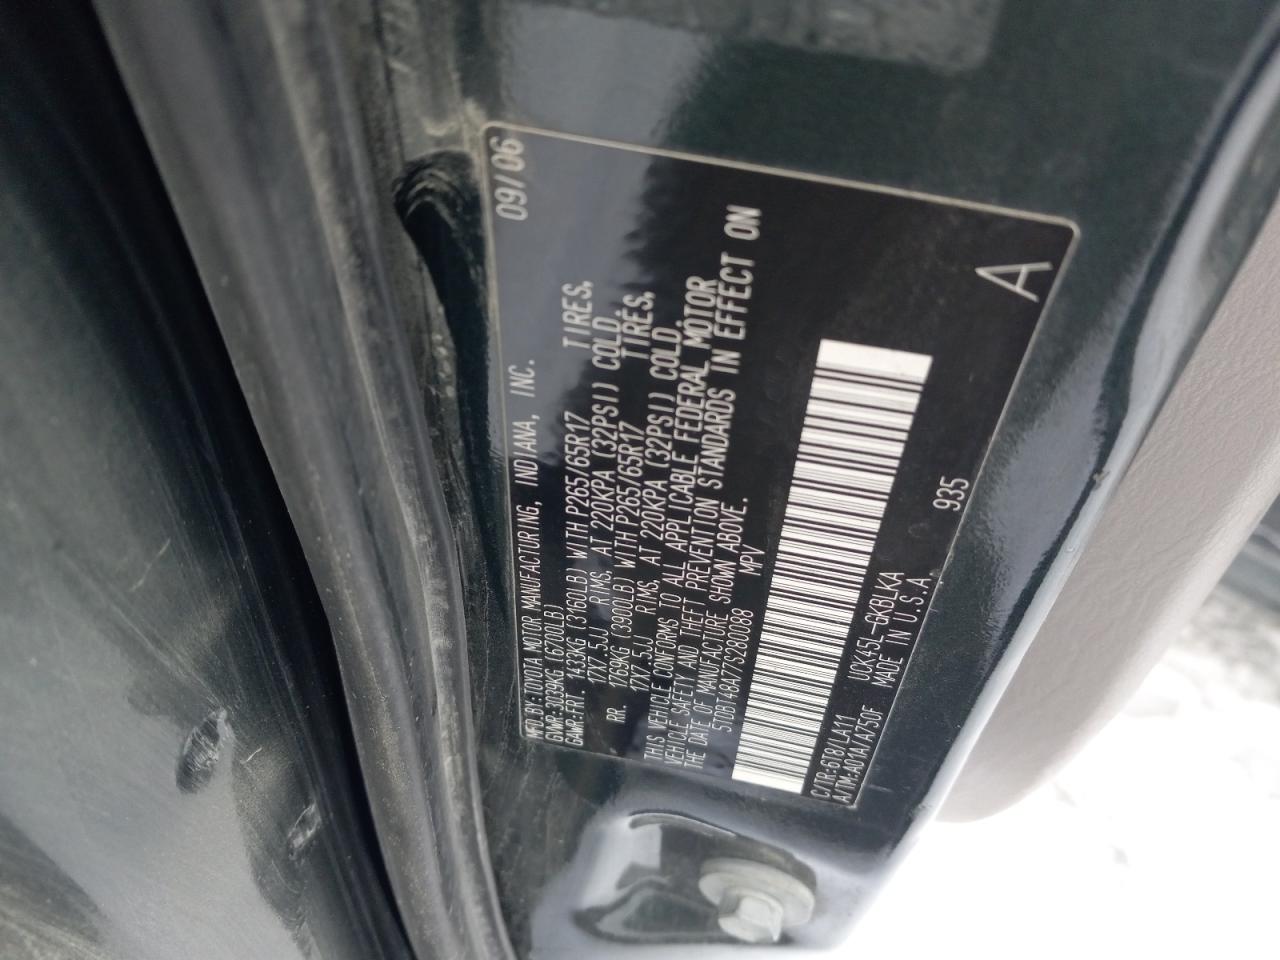 MFD.BY:TOYOTA MOTOR MANUFACTURING, INDIANA, INC. 09/06
GVWR:3039KG (6700LB)
GAWR:FRT. 1433KG (3160LB) WITH P265/65R17 TIRES,
17X7.5JJ RIMS, AT 220KPA (32PSI) COLD.
RR. 1769KG (3900LB) WITH P265/65R17 TIRES,
17X7.5JJ RIMS, AT 220KPA (32PSI) COLD.
THIS VEHICLE CONFORMS TO ALL APPLICABLE FEDERAL MOTOR
VEHICLE SAFETY AND THEFT PREVENTION STANDARDS IN EFFECT ON
THE DATE OF MANUFACTURE SHOWN ABOVE.
5TDBT48A77S280088 MPV
C/TR:6T8/LA11 UCK45L-GKBLKA
A/TM:A01A/A750F MADE IN U.S.A. 935
A